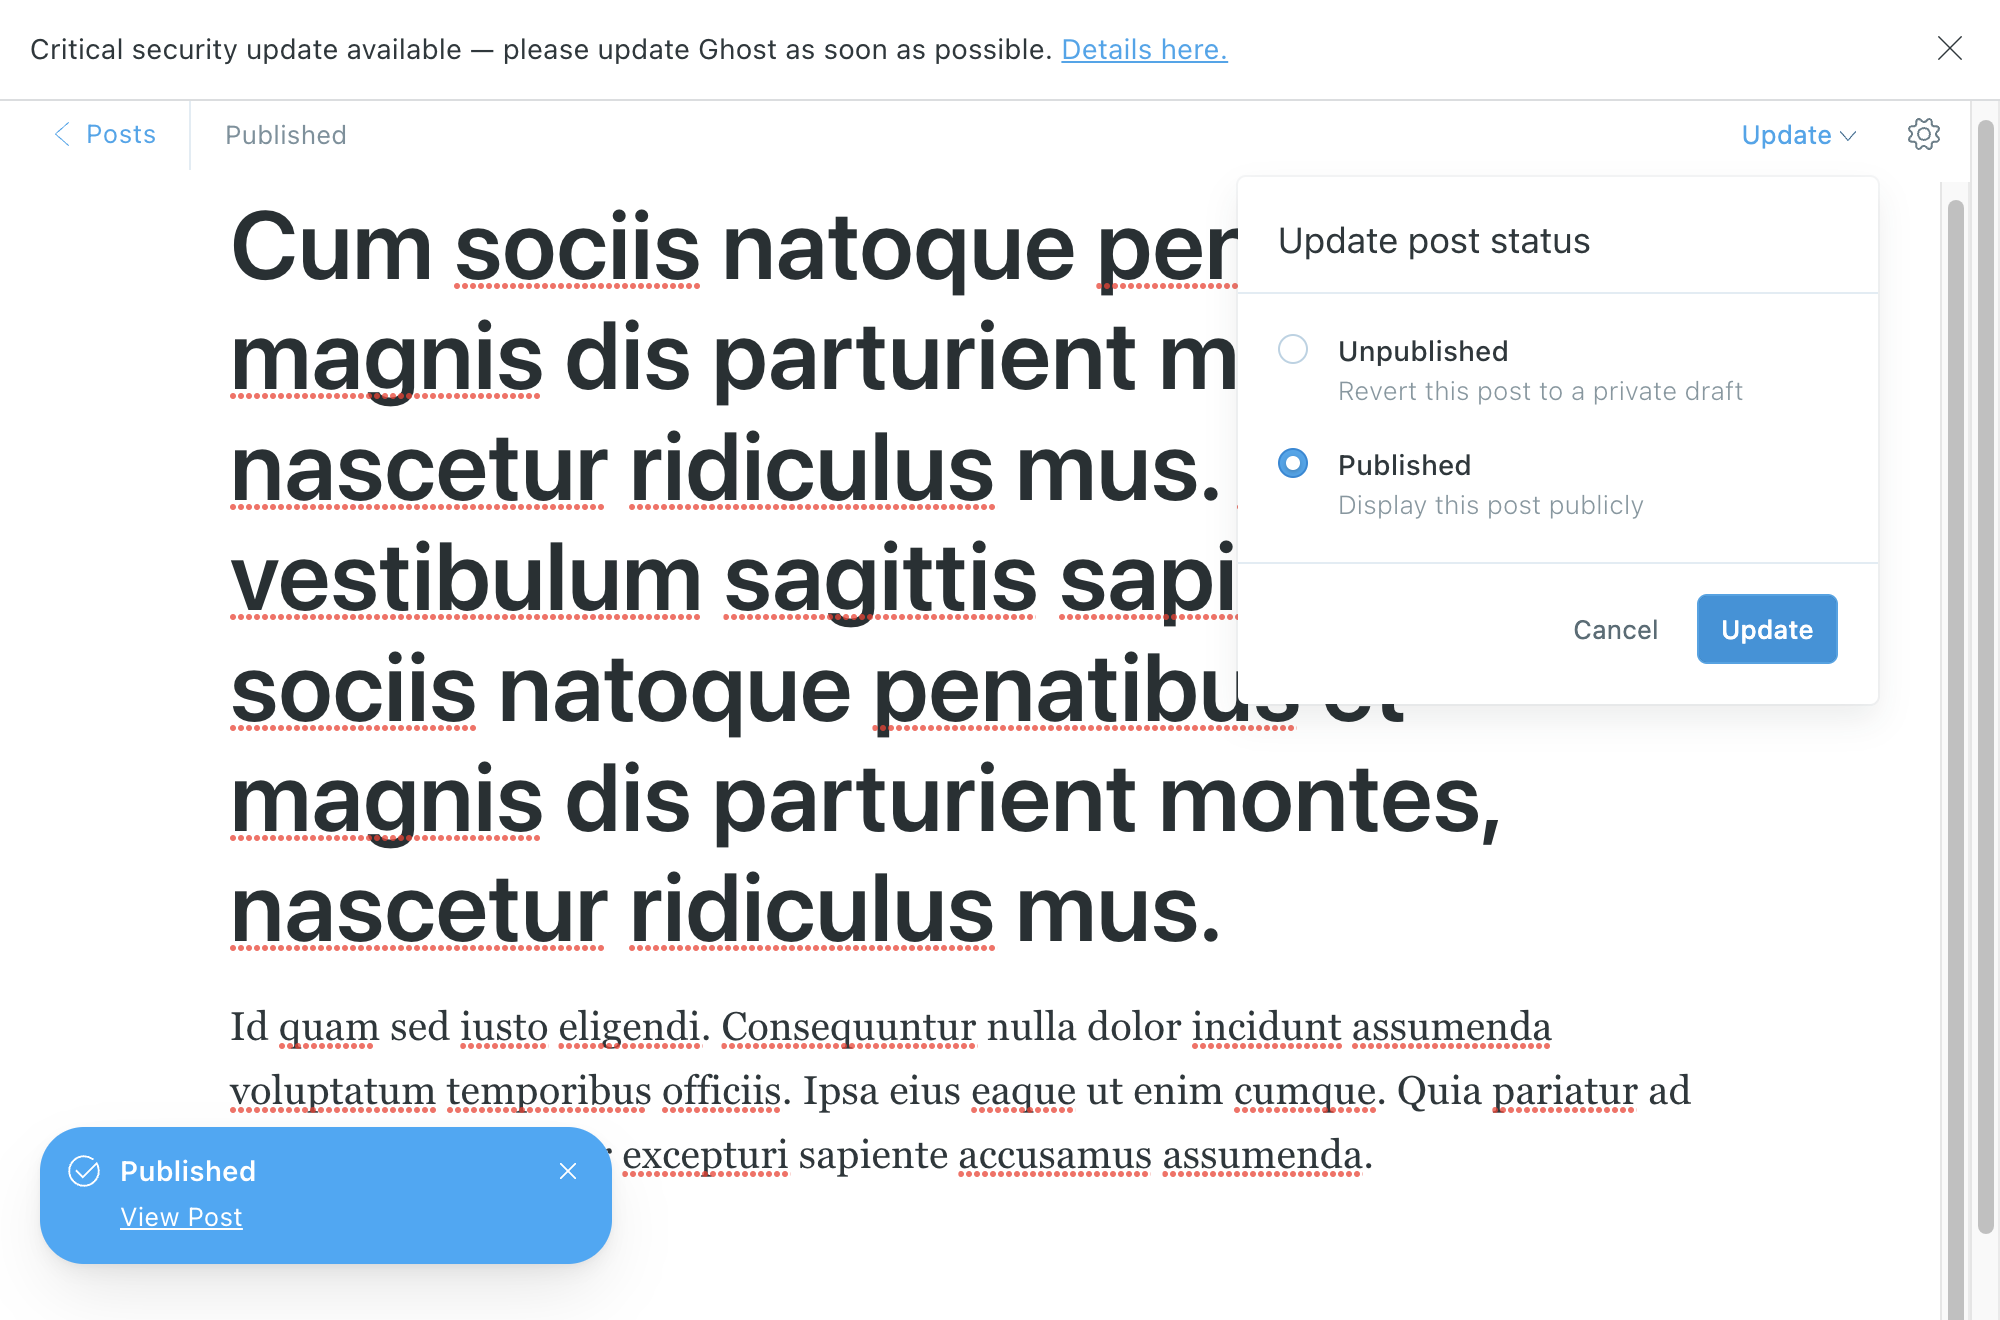 Critical security update available — please update Ghost as soon as possible. Details here.
Posts
Published
Update
Cum sociis natoque
magnis dis parturient
nascetur ridiculus mus.
vestibulum sagittis
sociis natoque penatibus et
magnis dis parturient montes,
nascetur ridiculus mus.
Update post status
Unpublished
Revert this post to a private draft
Published
Display this post publicly
Cancel
Update
Id quam sed iusto eligendi. Consequuntur nulla dolor incidunt assumenda
voluptatum temporibus officiis. Ipsa eius eaque ut enim cumque. Quia pariatur ad
excepturi sapiente accusamus assumenda.
Published
View Post